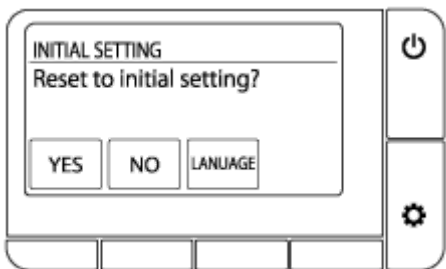 INITIAL SETTING
Reset to initial setting?
YES NO LANUAGE